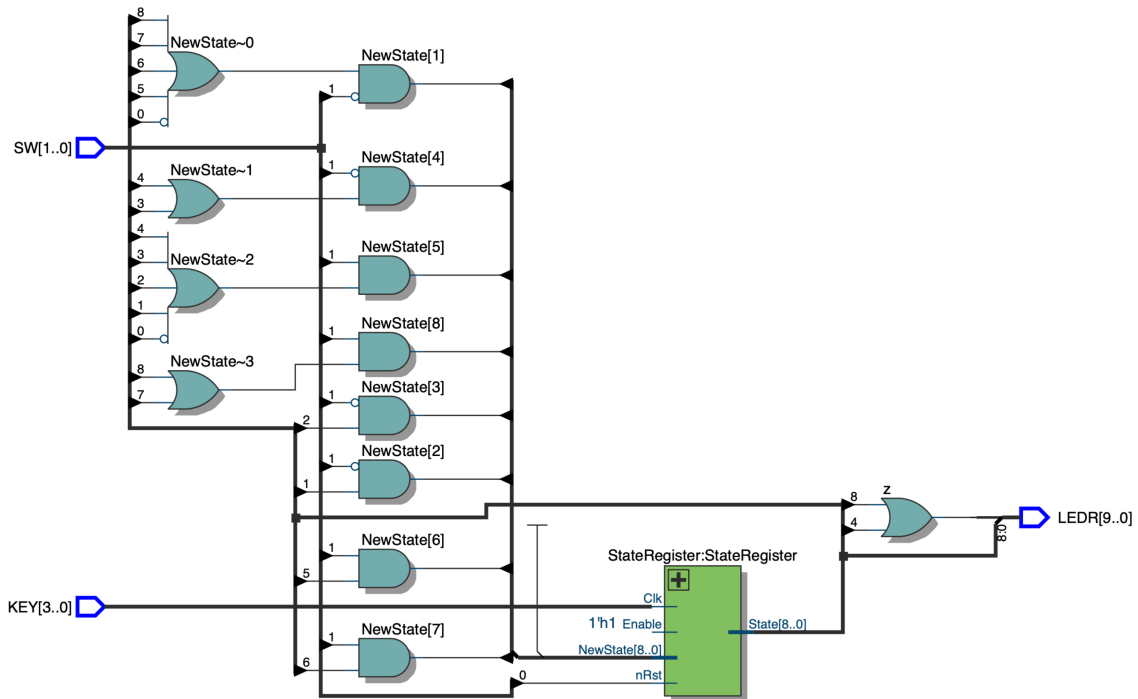 8
NewState~0
7
6
5
0
NewState[1]
1
SW[1..0]
NewState~1
4
3
NewState[4]
1
NewState~2
4
3
2
1
0
NewState[5]
1
NewState~3
8
7
NewState[8]
1
NewState[3]
1
2
NewState[2]
1
1
NewState[6]
1
5
NewState[7]
1
6
z
8
4
8:0
LEDR[9..0]
StateRegister:StateRegister
KEY[3..0]
Clk
1'h1 Enable
NewState[8..0]
0
nRst
State[8..0]